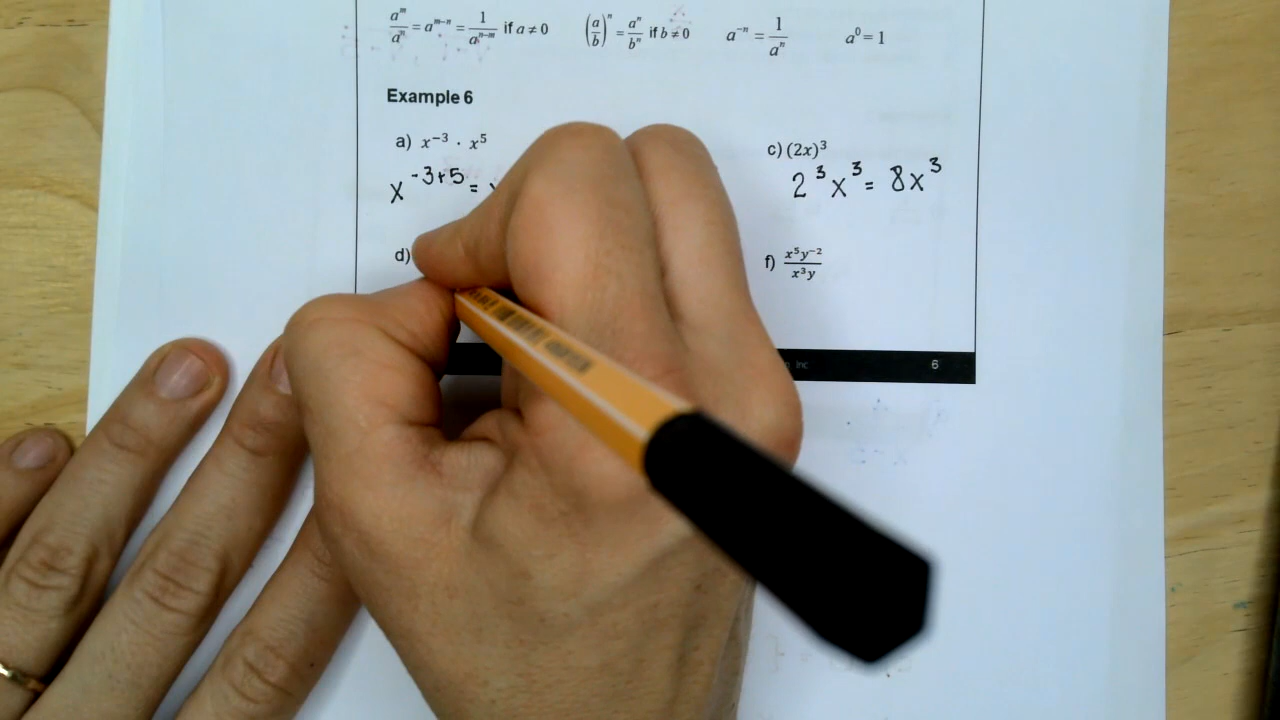 a^m/a^n = a^(m-n) = 1/a^(n-m) if a ≠ 0 (a/b)^n = a^n/b^n if b ≠ 0 a^(-n) = 1/a^n a^0 = 1
Example 6
a) x^(-3) · x^5 c) (2x)^3
x^(-3+5) = 2^3 x^3 = 8x^3
d) f) x^5y^(-2)/x^3y
Inc 6